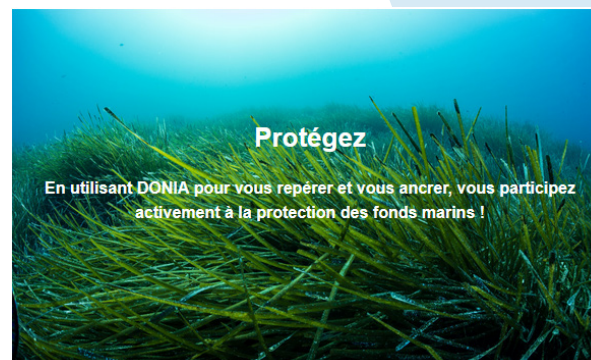 Protégez
En utilisant DONIA pour vous repérer et vous ancrer, vous participez
activement à la protection des fonds marins !